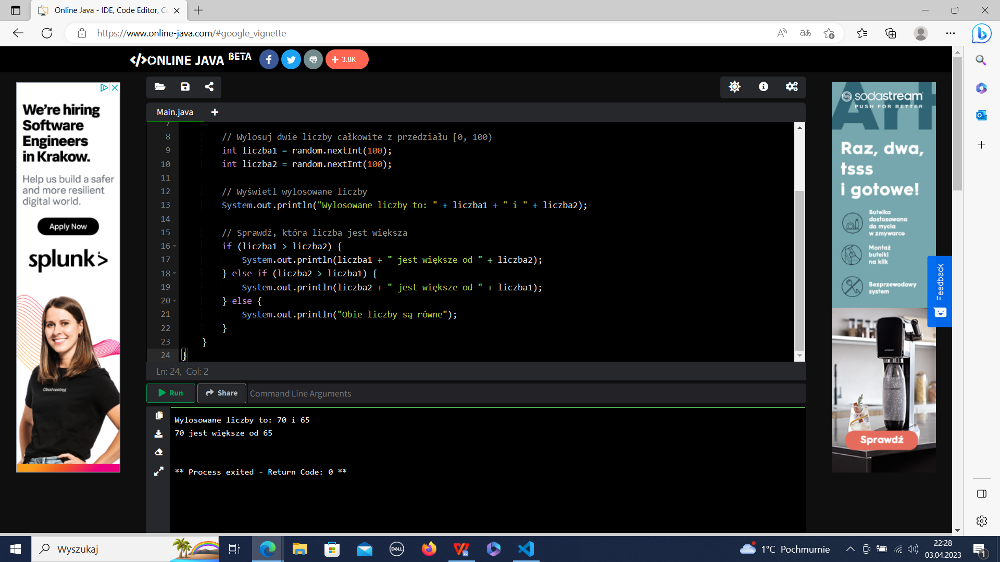 Online Java - IDE, Code Editor, Co
https://www.online-java.com/#google_vignette
</>ONLINE JAVA BETA
3.8K
Main.java
7
8 // Wylosuj dwie liczby całkowite z przedziału [0, 100)
9 int liczba1 = random.nextInt(100);
10 int liczba2 = random.nextInt(100);
11
12 // Wyświetl wylosowane liczby
13 System.out.println("Wylosowane liczby to: " + liczba1 + " i " + liczba2);
14
15 // Sprawdź, która liczba jest większa
16 if (liczba1 > liczba2) {
17 System.out.println(liczba1 + " jest większe od " + liczba2);
18 } else if (liczba2 > liczba1) {
19 System.out.println(liczba2 + " jest większe od " + liczba1);
20 } else {
21 System.out.println("Obie liczby są równe");
22 }
23 }
24 }
Ln: 24, Col: 2
Run
Share
Command Line Arguments
Wylosowane liczby to: 70 i 65
70 jest większe od 65
** Process exited - Return Code: 0 **
We're hiring
Software
Engineers
in Krakow.
Help us build a safer
and more resilient
digital world.
Apply Now
splunk>
Cloud control.
Art
sodastream
PUSH FOR BETTER
Raz, dwa,
tsss
i gotowe!
Butelka
dostosowana
do mycia
w zmywarce
Montaż
butelki
na klik
Bezprzewodowy
system
Sprawdź
Feedback
Wyszukaj
DELL
1°C Pochmurnie
22:28
03.04.2023
1